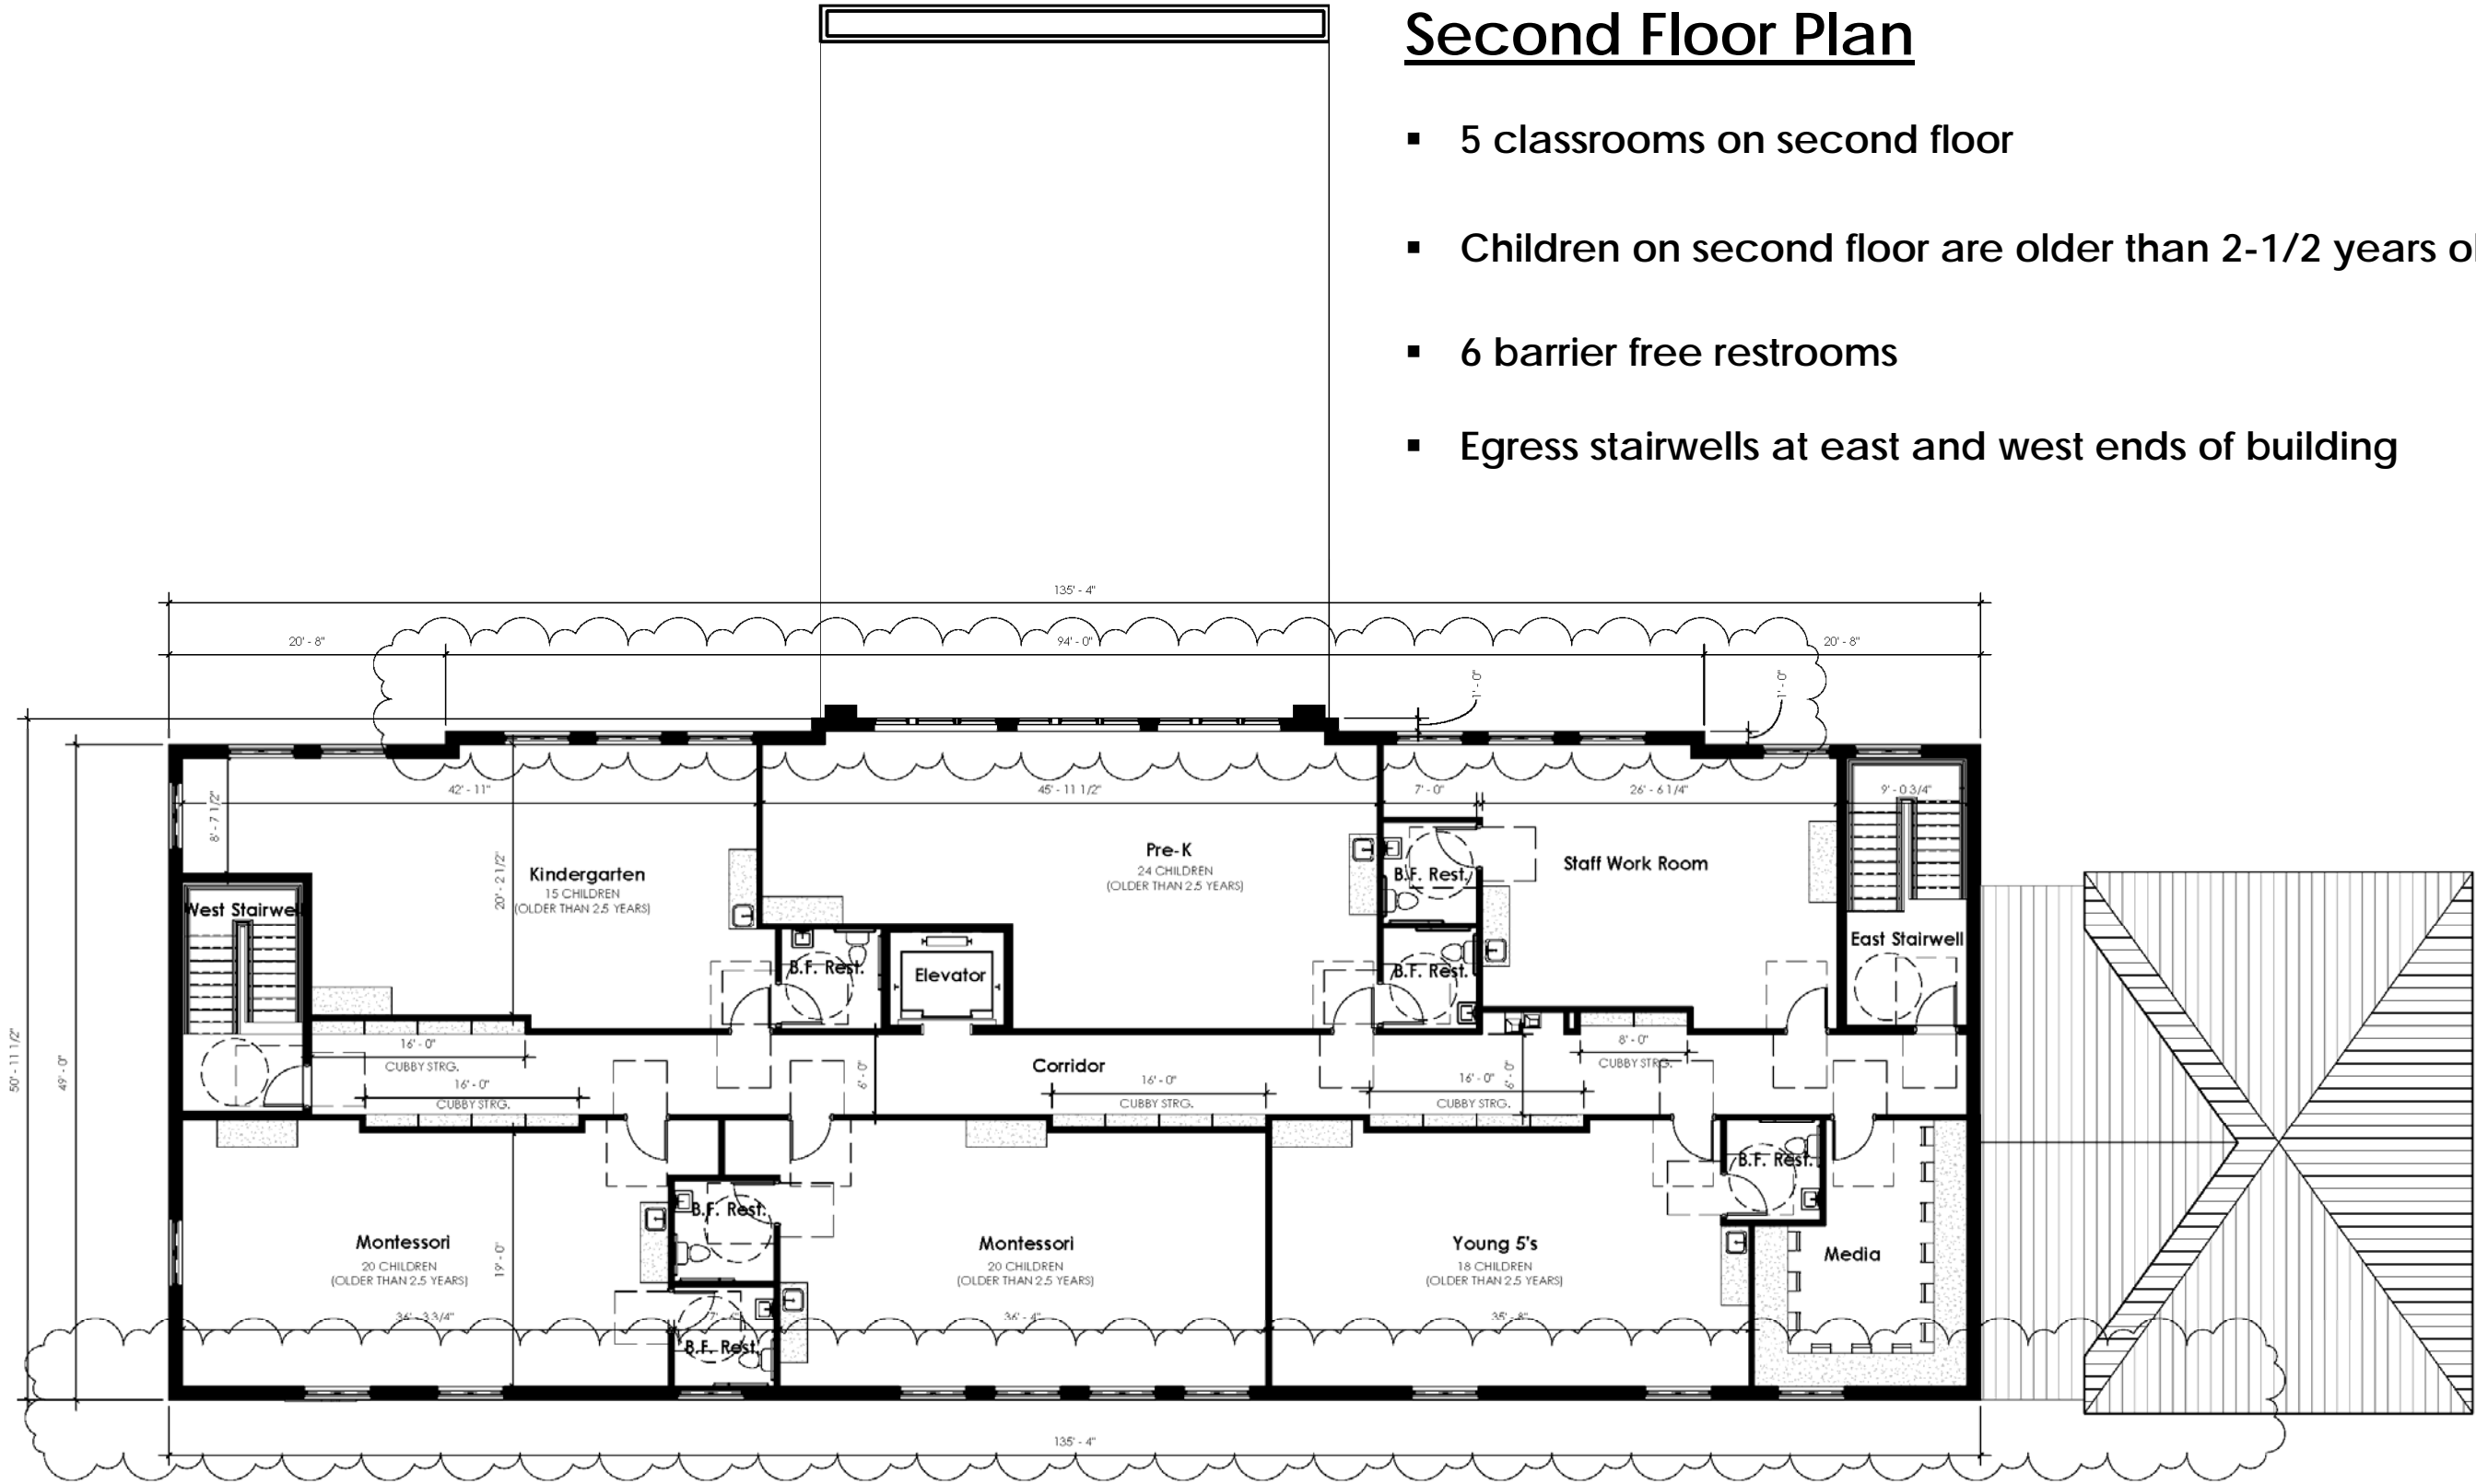 Second Floor Plan
▪ 5 classrooms on second floor
▪ Children on second floor are older than 2-1/2 years ol
▪ 6 barrier free restrooms
▪ Egress stairwells at east and west ends of building
135' - 4"
20' - 8"
94' - 0"
20' - 8"
1' - 0"
1' - 0"
42' - 11"
45' - 11 1/2"
7' - 0"
26' - 6 1/4"
9' - 0 3/4"
8' - 7 1/2"
20' - 2 1/2"
Kindergarten
15 CHILDREN
(OLDER THAN 2.5 YEARS)
Pre-K
24 CHILDREN
(OLDER THAN 2.5 YEARS)
B.F. Rest.
Staff Work Room
West Stairwell
East Stairwell
B.F. Rest.
Elevator
B.F. Rest.
50' - 11 1/2"
49' - 0"
16' - 0"
CUBBY STRG.
16' - 0"
CUBBY STRG.
6' - 0"
Corridor
16' - 0"
CUBBY STRG.
16' - 0"
CUBBY STRG.
6' - 0"
8' - 0"
CUBBY STRG.
B.F. Rest.
B.F. Rest.
Montessori
20 CHILDREN
(OLDER THAN 2.5 YEARS)
19' - 0"
Montessori
20 CHILDREN
(OLDER THAN 2.5 YEARS)
Young 5's
18 CHILDREN
(OLDER THAN 2.5 YEARS)
Media
36' - 3 3/4"
36' - 4"
35' - 8"
B.F. Rest.
135' - 4"